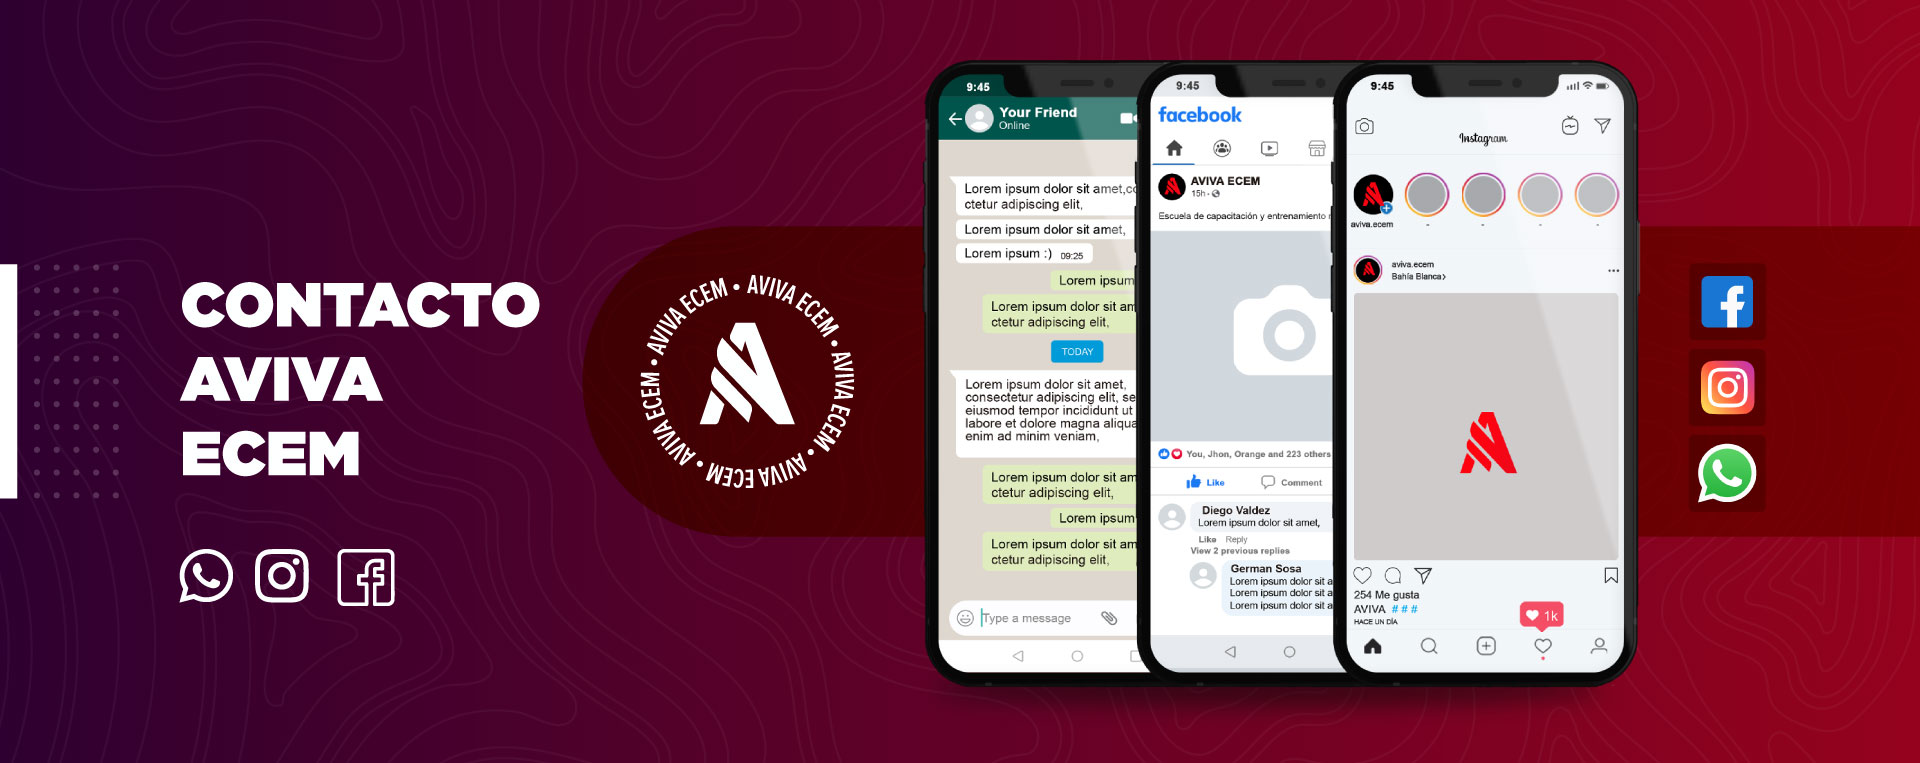 CONTACTO
AVIVA
ECEM
AVIVA ECEM • AVIVA ECEM • AVIVA ECEM • AVIVA ECEM • AVIVA ECEM •
9:45
Your Friend
Online
Lorem ipsum dolor sit amet,co
ctetur adipiscing elit,
Lorem ipsum dolor sit amet,
Lorem ipsum :) 09:25
Lorem ipsum
Lorem ipsum dolor sit am
ctetur adipiscing elit,
TODAY
Lorem ipsum dolor sit amet,
consectetur adipiscing elit, se
eiusmod tempor incididunt ut
labore et dolore magna aliqua
enim ad minim veniam,
Lorem ipsum dolor sit am
ctetur adipiscing elit,
Lorem ipsum
Lorem ipsum dolor sit am
ctetur adipiscing elit,
Type a message
9:45
facebook
AVIVA ECEM
15h
Escuela de capacitación y entrenamiento
You, Jhon, Orange and 223 others
Like Comment
Diego Valdez
Lorem ipsum dolor sit amet,
Like Reply
View 2 previous replies
German Sosa
Lorem ipsum dolor sit a
Lorem ipsum dolor sit a
Lorem ipsum dolor sit a
9:45
Instagram
aviva.ecem
aviva.ecem
Bahía Blanca>
254 Me gusta
AVIVA # # #
HACE UN DÍA
1k